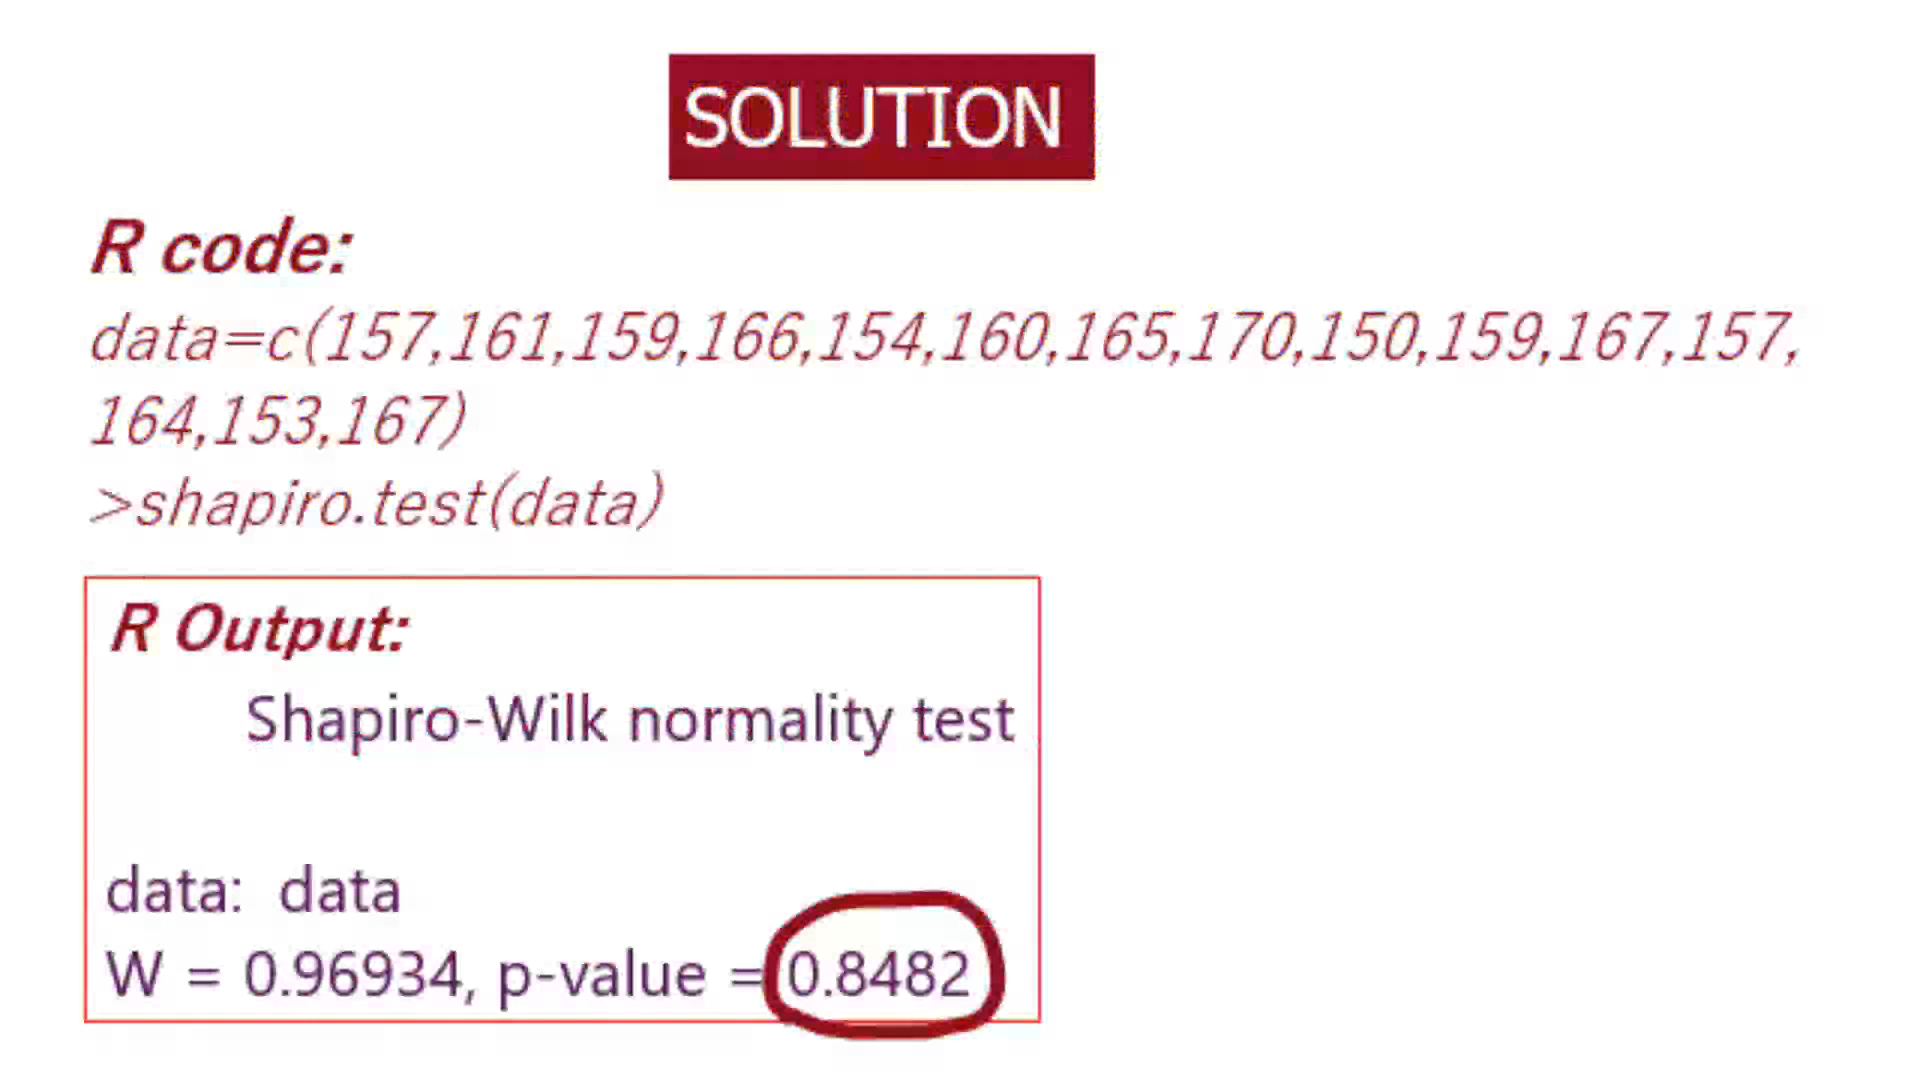 SOLUTION
R code:
data=c(157,161,159,166,154,160,165,170,150,159,167,157,
164,153,167)
>shapiro.test(data)
R Output:
Shapiro-Wilk normality test
data: data
W = 0.96934, p-value = 0.8482